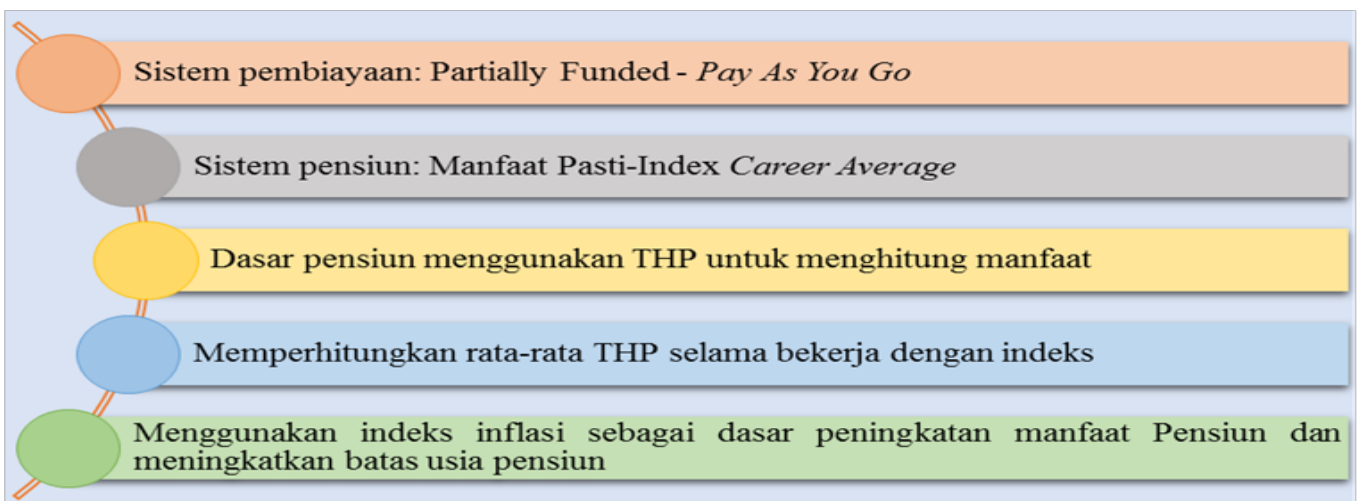 Sistem pembiayaan: Partially Funded - Pay As You Go
Sistem pensiun: Manfaat Pasti-Index Career Average
Dasar pensiun menggunakan THP untuk menghitung manfaat
Memperhitungkan rata-rata THP selama bekerja dengan indeks
Menggunakan indeks inflasi sebagai dasar peningkatan manfaat Pensiun dan
meningkatkan batas usia pensiun